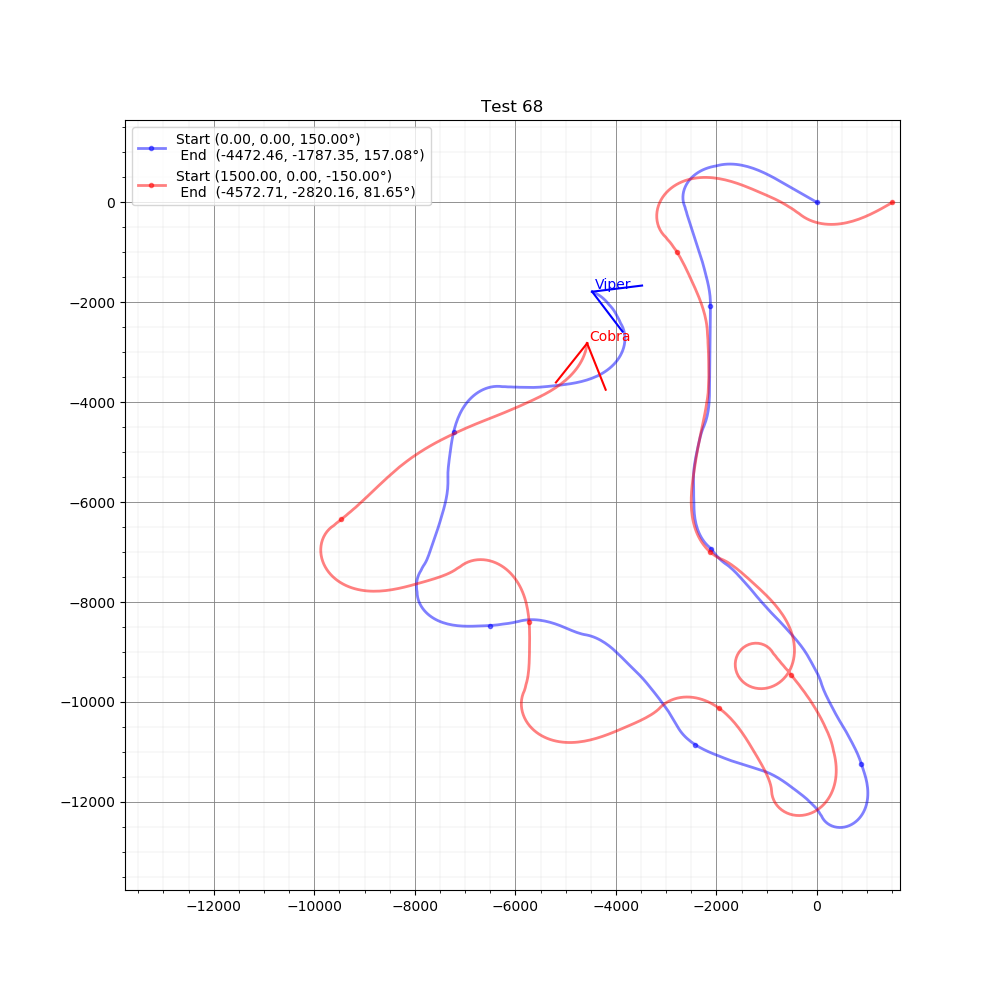 Test 68
Start (0.00, 0.00, 150.00°)
End (-4472.46, -1787.35, 157.08°)
Start (1500.00, 0.00, -150.00°)
End (-4572.71, -2820.16, 81.65°)
0
−2000
−4000
−6000
−8000
−10000
−12000
Viper
Cobra
−12000 −10000 −8000 −6000 −4000 −2000 0